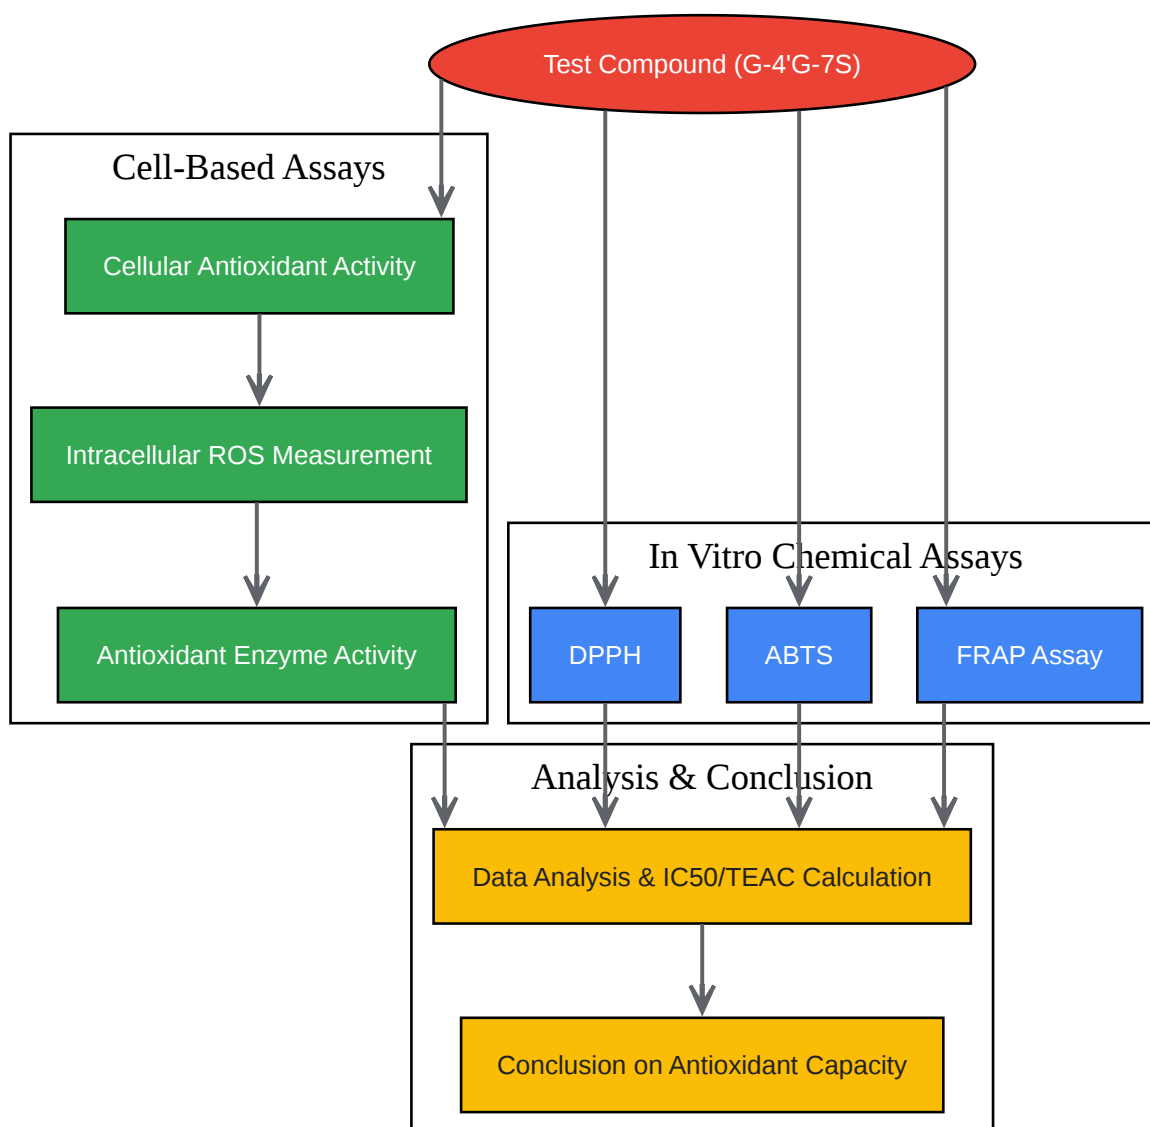 Test Compound (G-4'G-7S)
Cell-Based Assays
Cellular Antioxidant Activity
Intracellular ROS Measurement
Antioxidant Enzyme Activity
In Vitro Chemical Assays
DPPH
ABTS
FRAP Assay
Analysis & Conclusion
Data Analysis & IC50/TEAC Calculation
Conclusion on Antioxidant Capacity